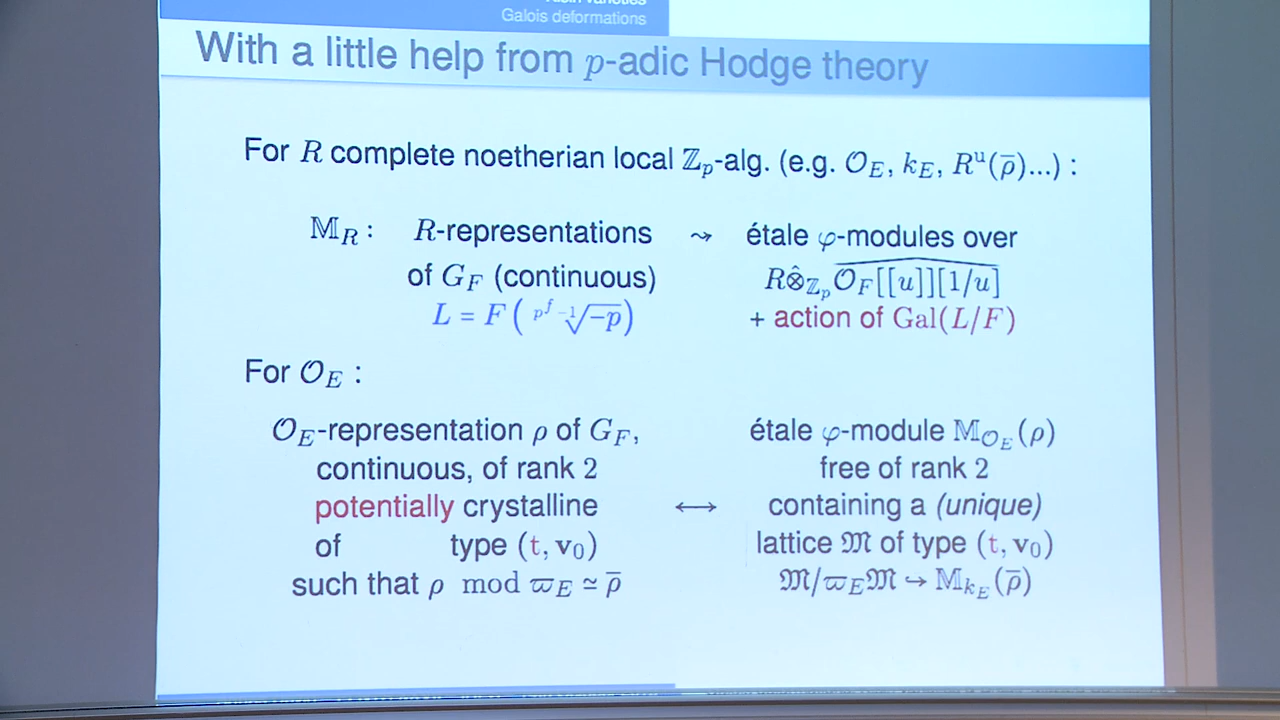 Galois deformations
With a little help from p-adic Hodge theory
For R complete noetherian local ℤ_p-alg. (e.g. 𝒪_E, k_E, R^u(ρ̄)...) :
𝕄_R : R-representations ⇝ étale φ-modules over
of G_F (continuous) R⊗̂_{ℤ_p} \widehat{𝒪_F[[u]][1/u]}
L = F(\sqrt[p^f-1]{-p}) + action of Gal(L/F)
For 𝒪_E :
𝒪_E-representation ρ of G_F, étale φ-module 𝕄_{𝒪_E}(ρ)
continuous, of rank 2 free of rank 2
potentially crystalline ⟷ containing a (unique)
of type (t, v₀) lattice 𝔐 of type (t, v₀)
such that ρ mod ϖ_E ≃ ρ̄ 𝔐/ϖ_E𝔐 ↪ 𝕄_{k_E}(ρ̄)